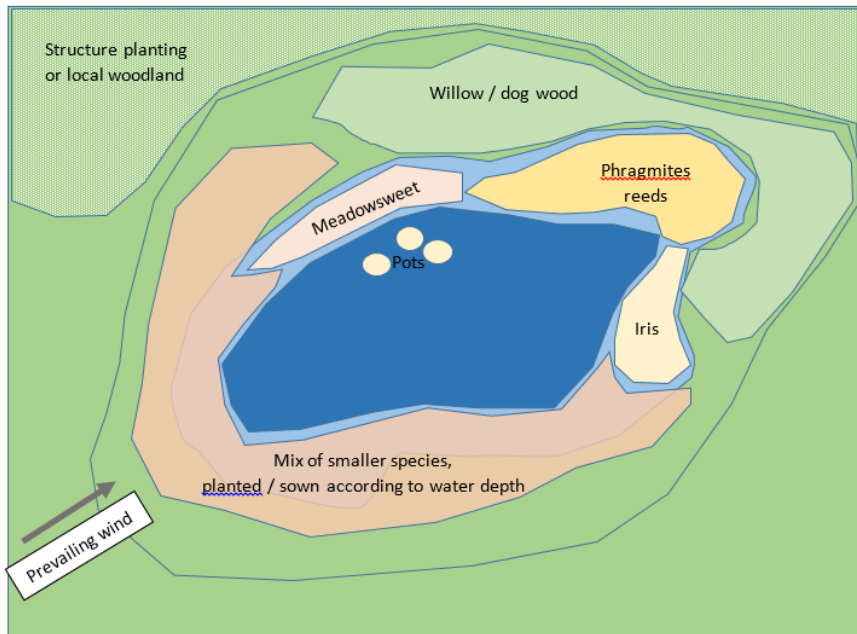 Structure planting
or local woodland
Willow / dog wood
Phragmites
reeds
Meadowsweet
Pots
Iris
Mix of smaller species,
planted / sown according to water depth
Prevailing wind